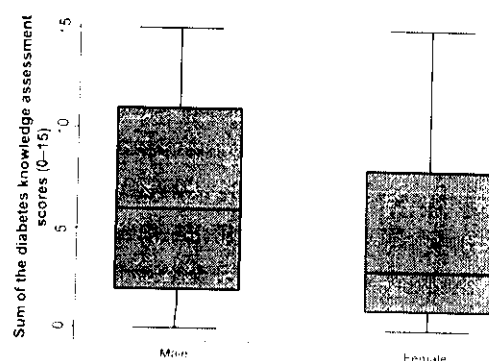 Sum of the diabetes knowledge assessment
scores (0–15)
15
10
5
0
Male
Female